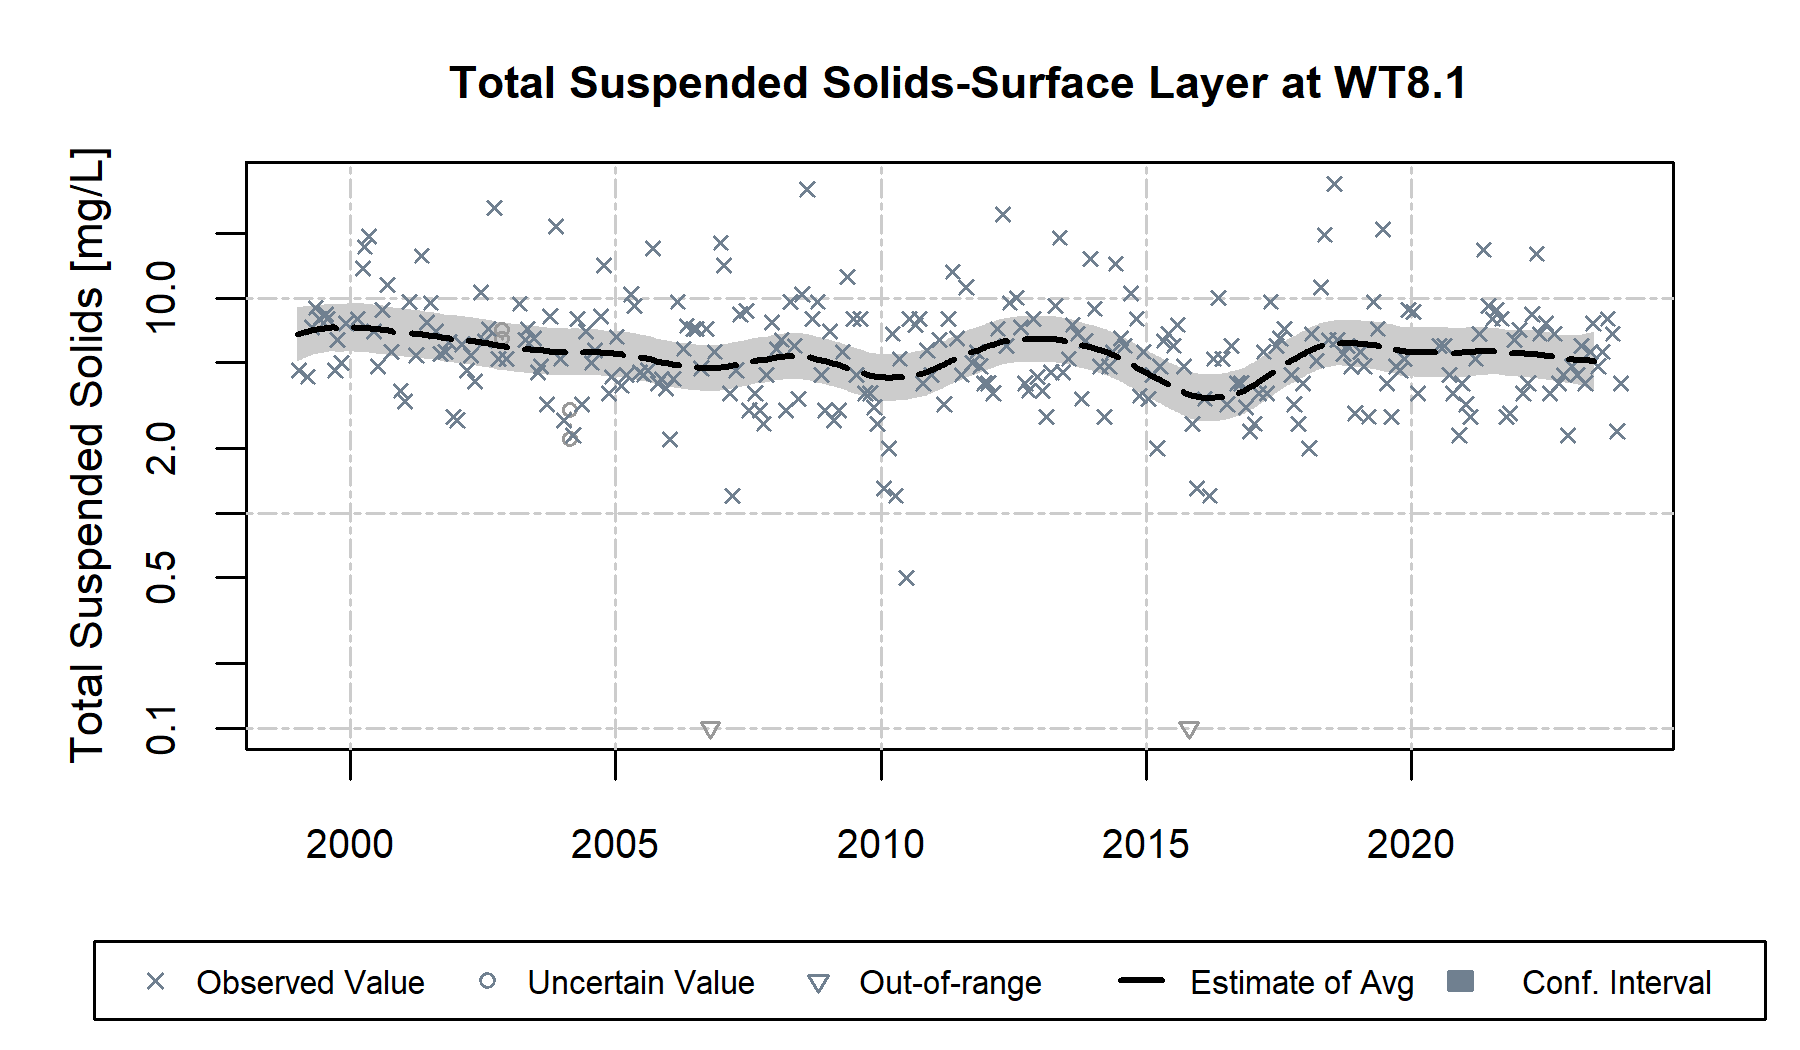 Total Suspended Solids-Surface Layer at WT8.1
Total Suspended Solids [mg/L]
10.0
2.0
0.5
0.1
2000
2005
2010
2015
2020
Observed Value
Uncertain Value
Out-of-range
Estimate of Avg
Conf. Interval